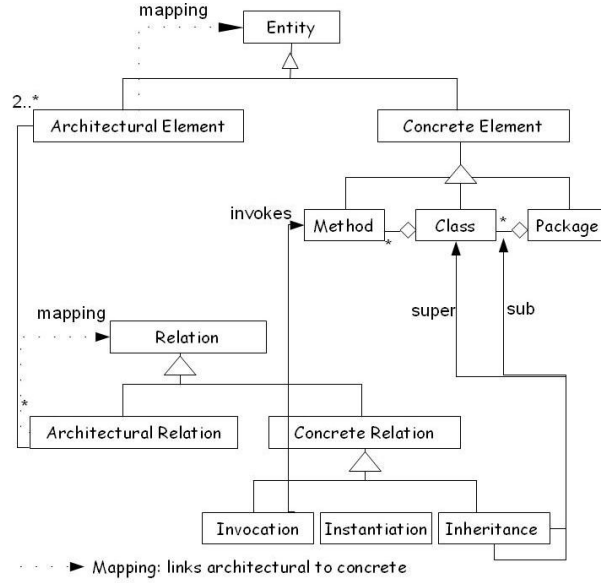 mapping
Entity
2..*
Architectural Element
Concrete Element
invokes
Method
*
Class
*
Package
super
sub
mapping
Relation
*
Architectural Relation
Concrete Relation
Invocation
Instantiation
Inheritance
Mapping: links architectural to concrete